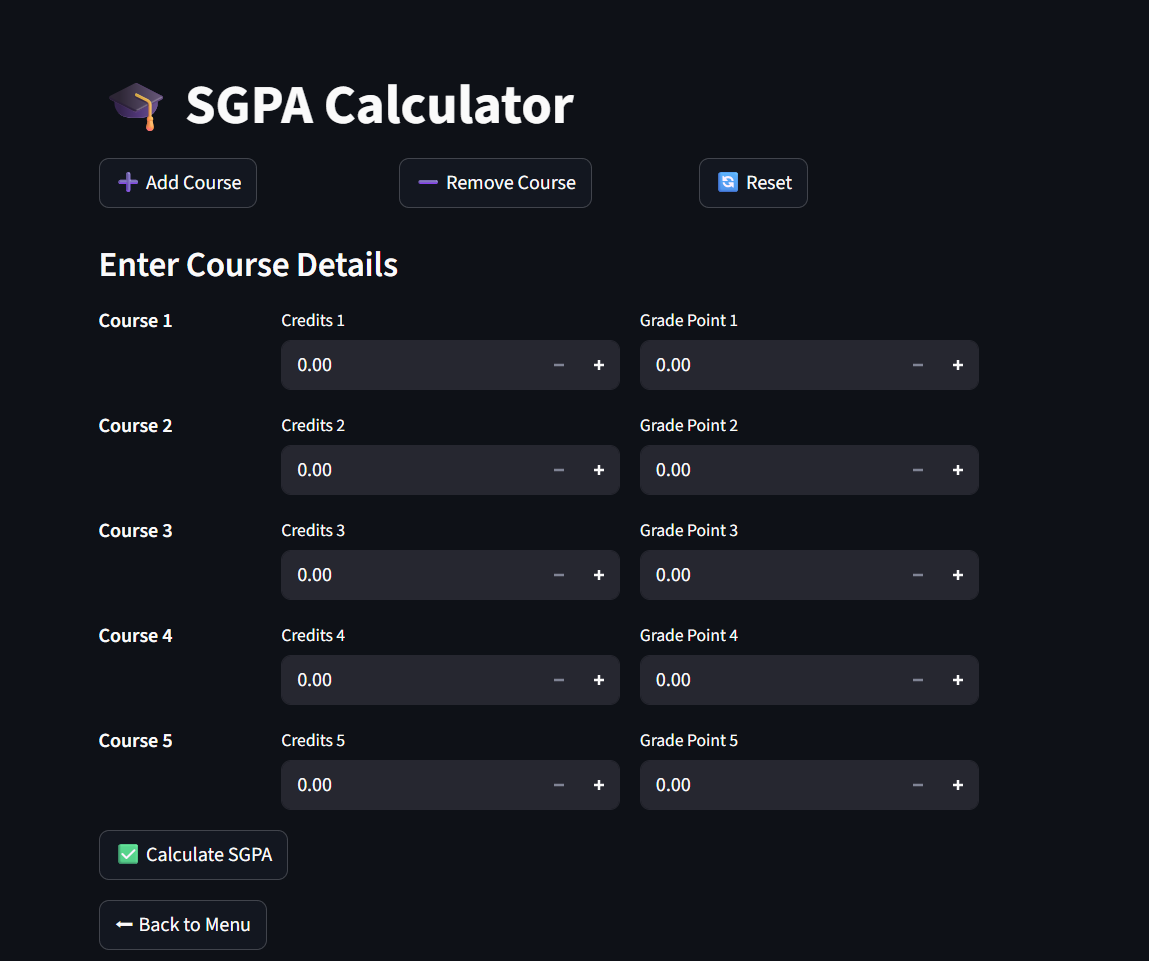 SGPA Calculator
Add Course
Remove Course
Reset
Enter Course Details
Course 1
Credits 1
Grade Point 1
0.00
0.00
Course 2
Credits 2
Grade Point 2
0.00
0.00
Course 3
Credits 3
Grade Point 3
0.00
0.00
Course 4
Credits 4
Grade Point 4
0.00
0.00
Course 5
Credits 5
Grade Point 5
0.00
0.00
Calculate SGPA
Back to Menu